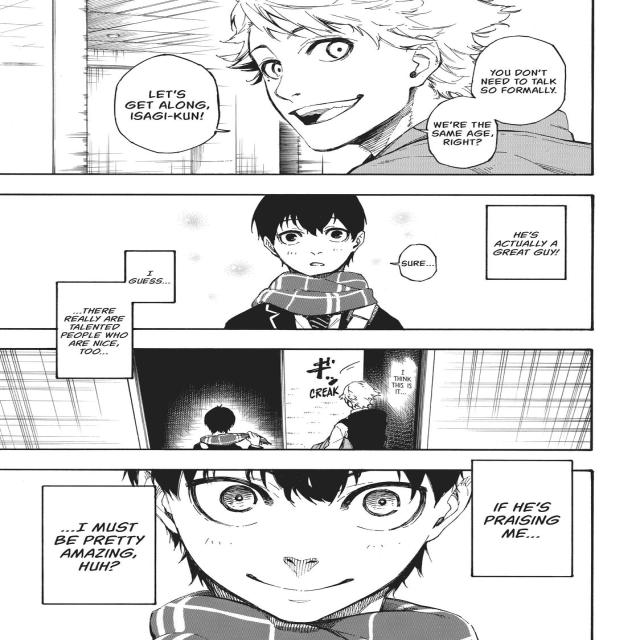 YOU DON'T
NEED TO TALK
SO FORMALLY.
WE'RE THE
SAME AGE,
RIGHT?
LET'S
GET ALONG,
ISAGI-KUN!
HE'S
ACTUALLY A
GREAT GUY!
SURE...
I
GUESS...
...THERE
REALLY ARE
TALENTED
PEOPLE WHO
ARE NICE,
TOO...
I
THINK
THIS IS
IT...
ギッ
CREAK
IF HE'S
PRAISING
ME...
...I MUST
BE PRETTY
AMAZING,
HUH?